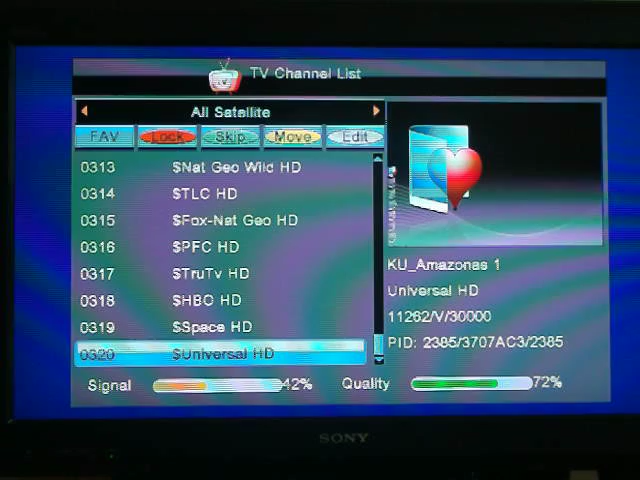 TV Channel List
All Satellite
FAV Lock Skip Move Edit
0313 $Nat Geo Wild HD
0314 $TLC HD
0315 $Fox-Nat Geo HD
0316 $PFC HD
0317 $TruTv HD
0318 $HBO HD
0319 $Space HD
0320 $Universal HD
KU_Amazonas 1
Universal HD
11262/V/30000
PID: 2385/3707AC3/2385
Signal 42% Quality 72%
SONY